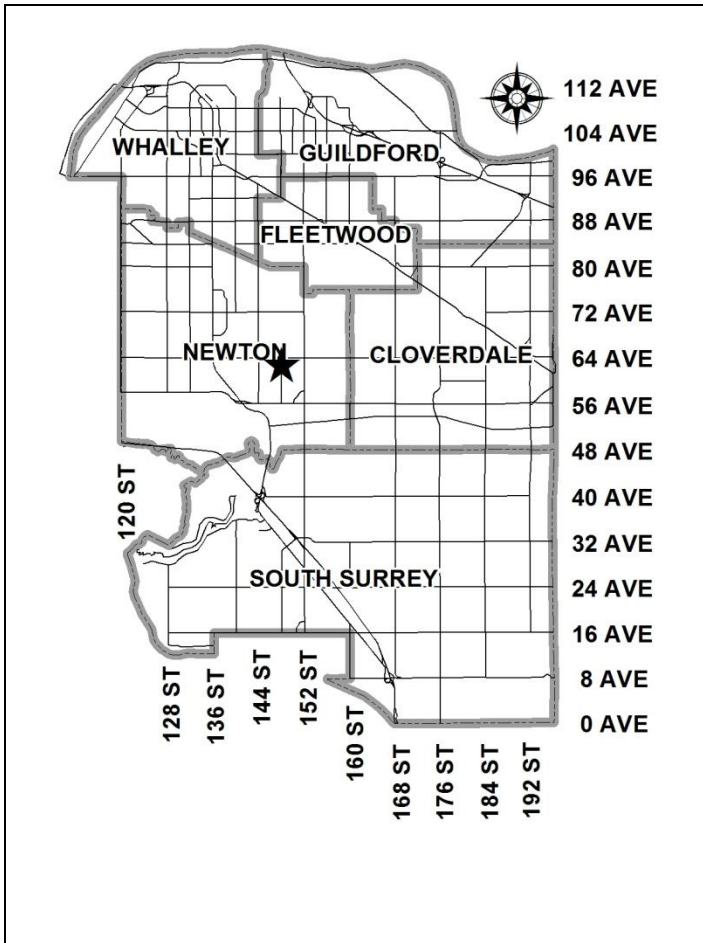 112 AVE
104 AVE
WHALLEY
GUILDFORD
96 AVE
88 AVE
FLEETWOOD
80 AVE
72 AVE
NEWTON
CLOVERDALE
64 AVE
56 AVE
48 AVE
120 ST
40 AVE
32 AVE
SOUTH SURREY
24 AVE
16 AVE
128 ST
136 ST
144 ST
152 ST
8 AVE
160 ST
0 AVE
168 ST
176 ST
184 ST
192 ST